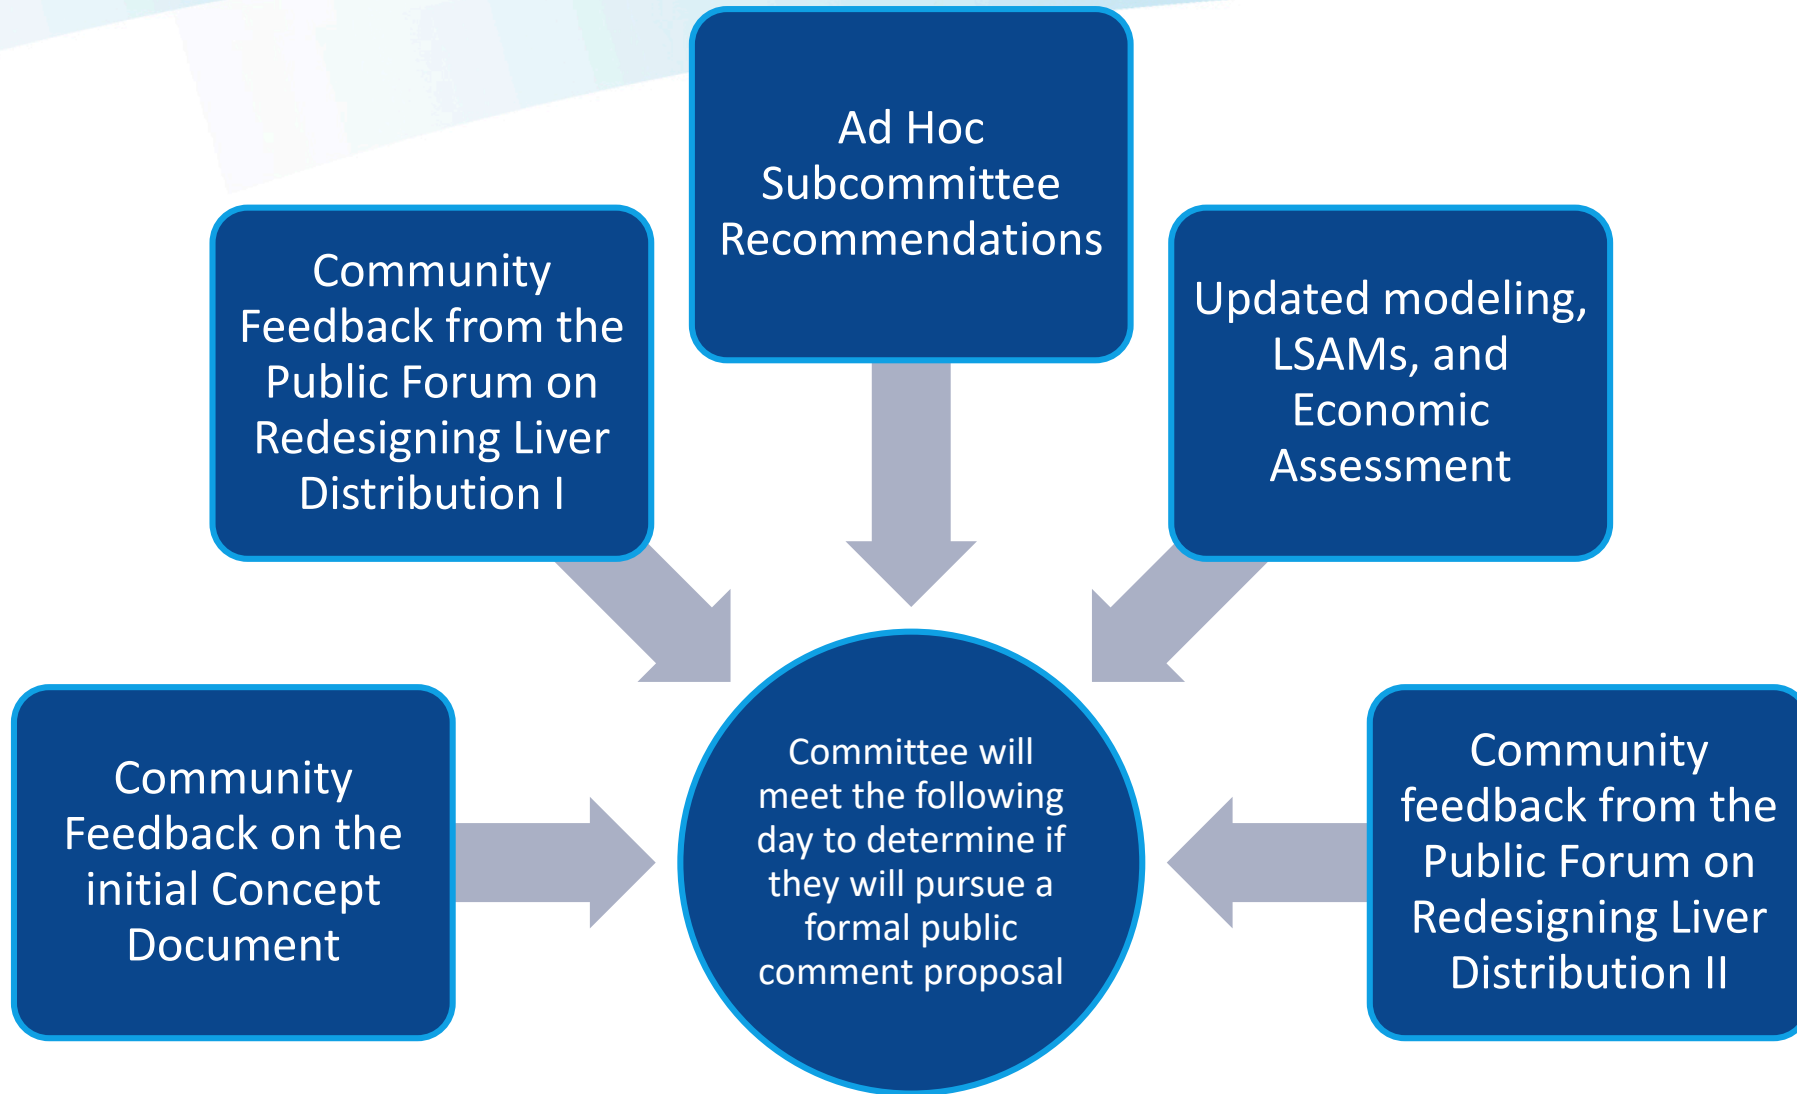 Ad Hoc
Subcommittee
Recommendations
Community
Feedback from the
Public Forum on
Redesigning Liver
Distribution I
Updated modeling,
LSAMs, and
Economic
Assessment
Community
Feedback on the
initial Concept
Document
Committee will
meet the following
day to determine if
they will pursue a
formal public
comment proposal
Community
feedback from the
Public Forum on
Redesigning Liver
Distribution II